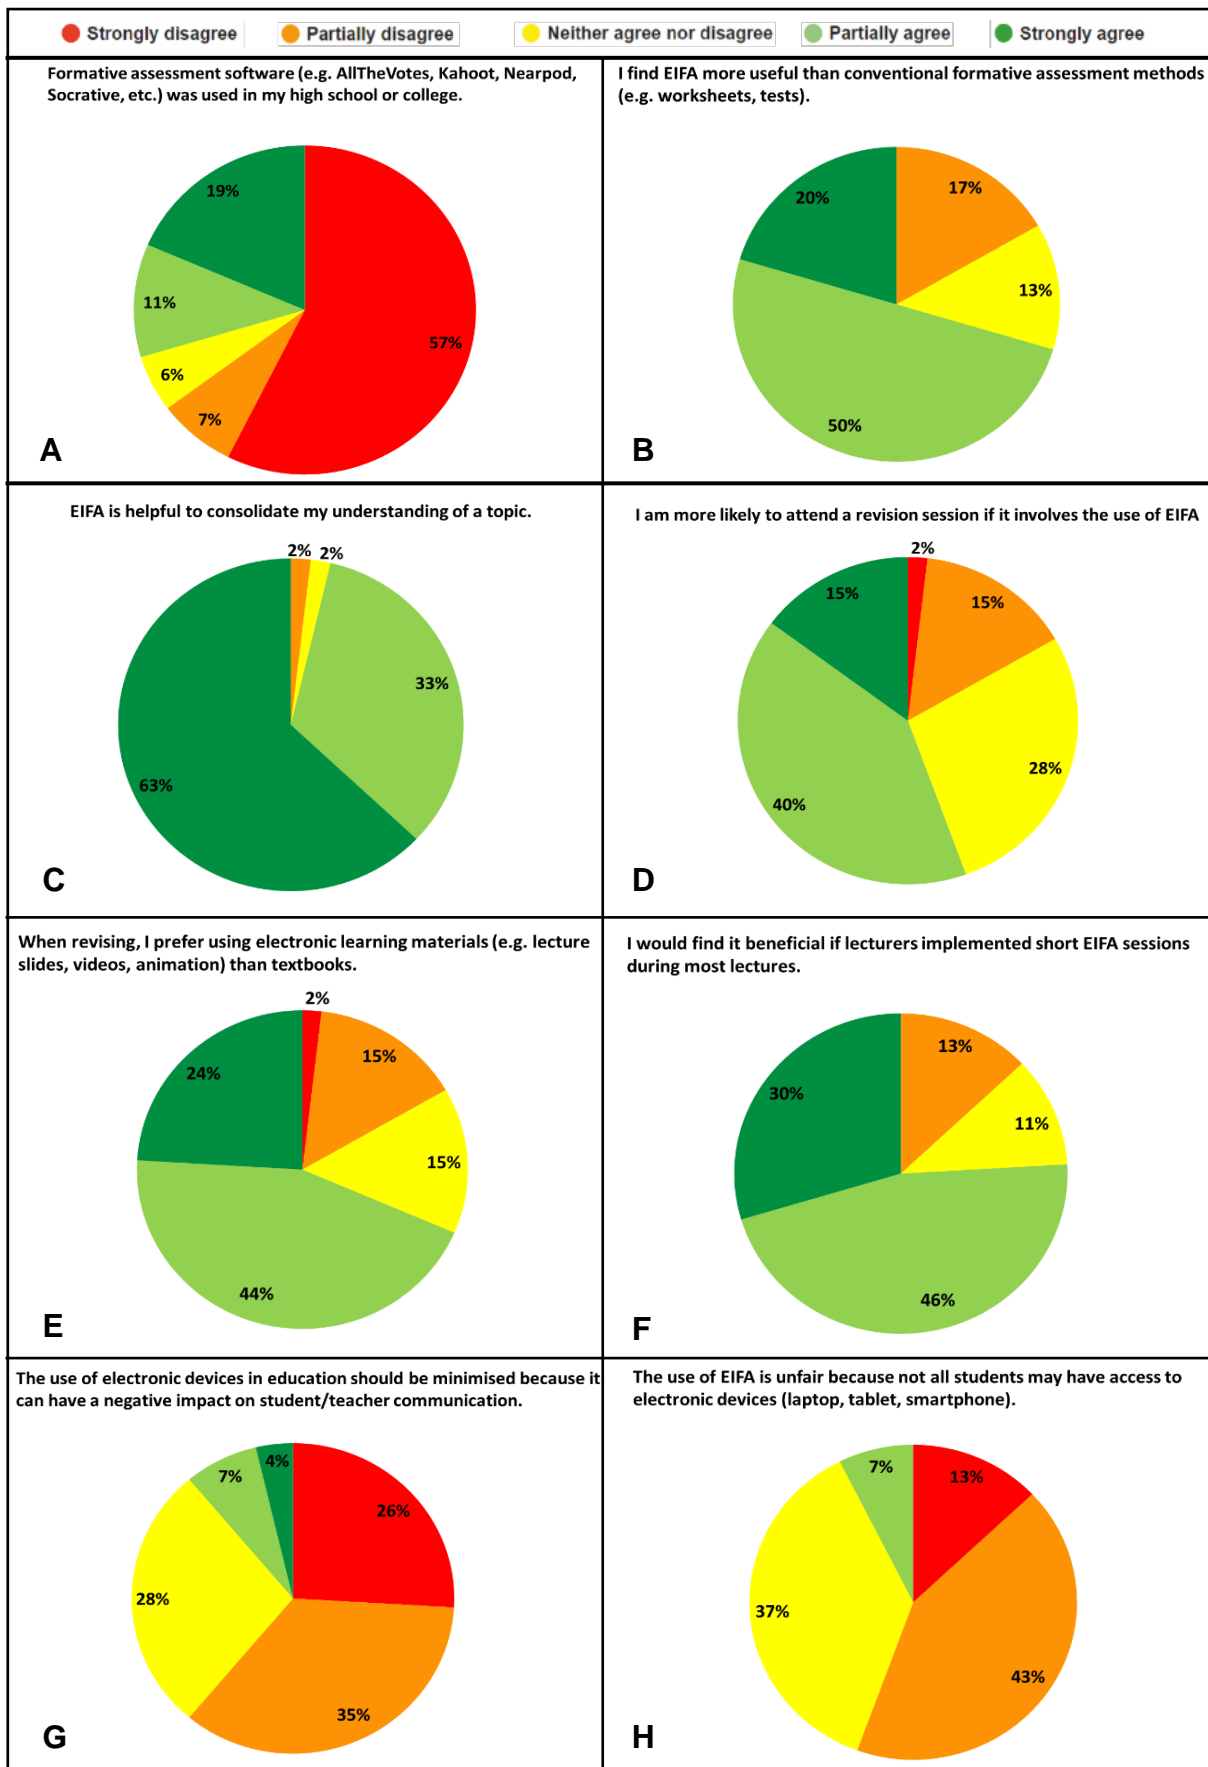 Strongly disagree
Partially disagree
Neither agree nor disagree
Partially agree
Strongly agree
Formative assessment software (e.g. AllTheVotes, Kahoot, Nearpod,
Socrative, etc.) was used in my high school or college.
19%
11%
57%
6%
7%
A
I find EIFA more useful than conventional formative assessment methods
(e.g. worksheets, tests).
17%
20%
13%
50%
B
EIFA is helpful to consolidate my understanding of a topic.
2% 2%
33%
63%
C
I am more likely to attend a revision session if it involves the use of EIFA
2%
15%
15%
28%
40%
D
When revising, I prefer using electronic learning materials (e.g. lecture
slides, videos, animation) than textbooks.
2%
15%
24%
15%
44%
E
I would find it beneficial if lecturers implemented short EIFA sessions
during most lectures.
13%
30%
11%
46%
F
The use of electronic devices in education should be minimised because it
can have a negative impact on student/teacher communication.
4%
7%
26%
28%
35%
G
The use of EIFA is unfair because not all students may have access to
electronic devices (laptop, tablet, smartphone).
7%
13%
37%
43%
H